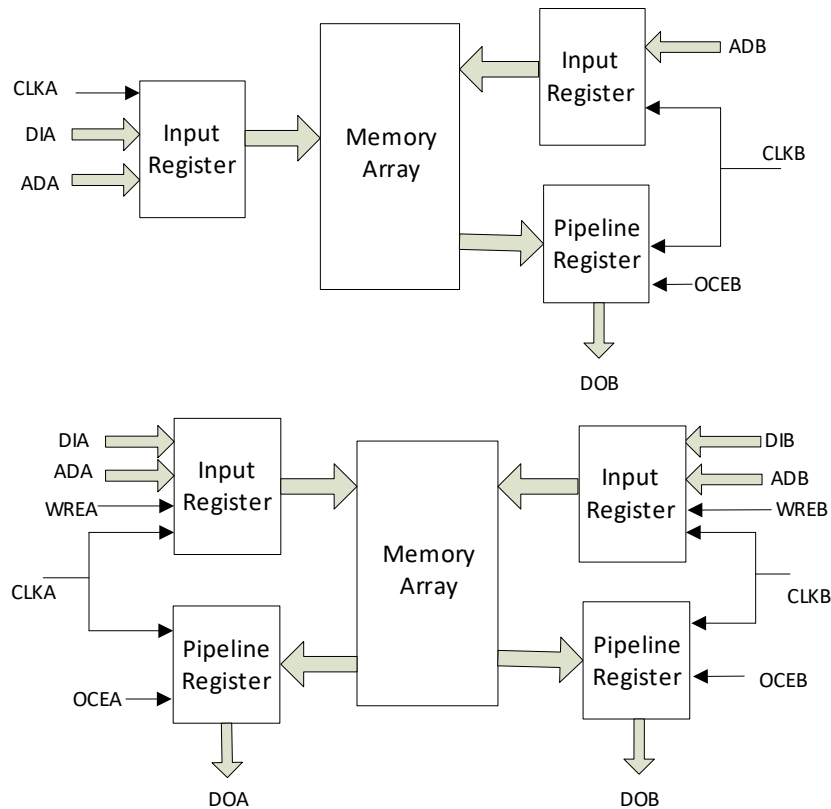 CLKA
DIA
ADA
Input
Register
Memory
Array
Input
Register
ADB
CLKB
Pipeline
Register
OCEB
DOB
DIA
ADA
WREA
CLKA
OCEA
Input
Register
Pipeline
Register
DOA
Memory
Array
Input
Register
DIB
ADB
WREB
CLKB
Pipeline
Register
OCEB
DOB